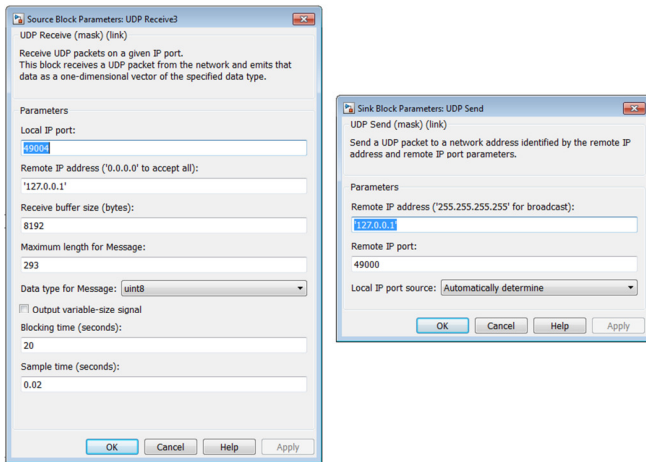 Source Block Parameters: UDP Receive3
UDP Receive (mask) (link)
Receive UDP packets on a given IP port.
This block receives a UDP packet from the network and emits that
data as a one-dimensional vector of the specified data type.
Parameters
Local IP port:
49004
Remote IP address ('0.0.0.0' to accept all):
'127.0.0.1'
Receive buffer size (bytes):
8192
Maximum length for Message:
293
Data type for Message: uint8
Output variable-size signal
Blocking time (seconds):
20
Sample time (seconds):
0.02
OK Cancel Help Apply
Sink Block Parameters: UDP Send
UDP Send (mask) (link)
Send a UDP packet to a network address identified by the remote IP
address and remote IP port parameters.
Parameters
Remote IP address ('255.255.255.255' for broadcast):
'127.0.0.1'
Remote IP port:
49000
Local IP port source: Automatically determine
OK Cancel Help Apply